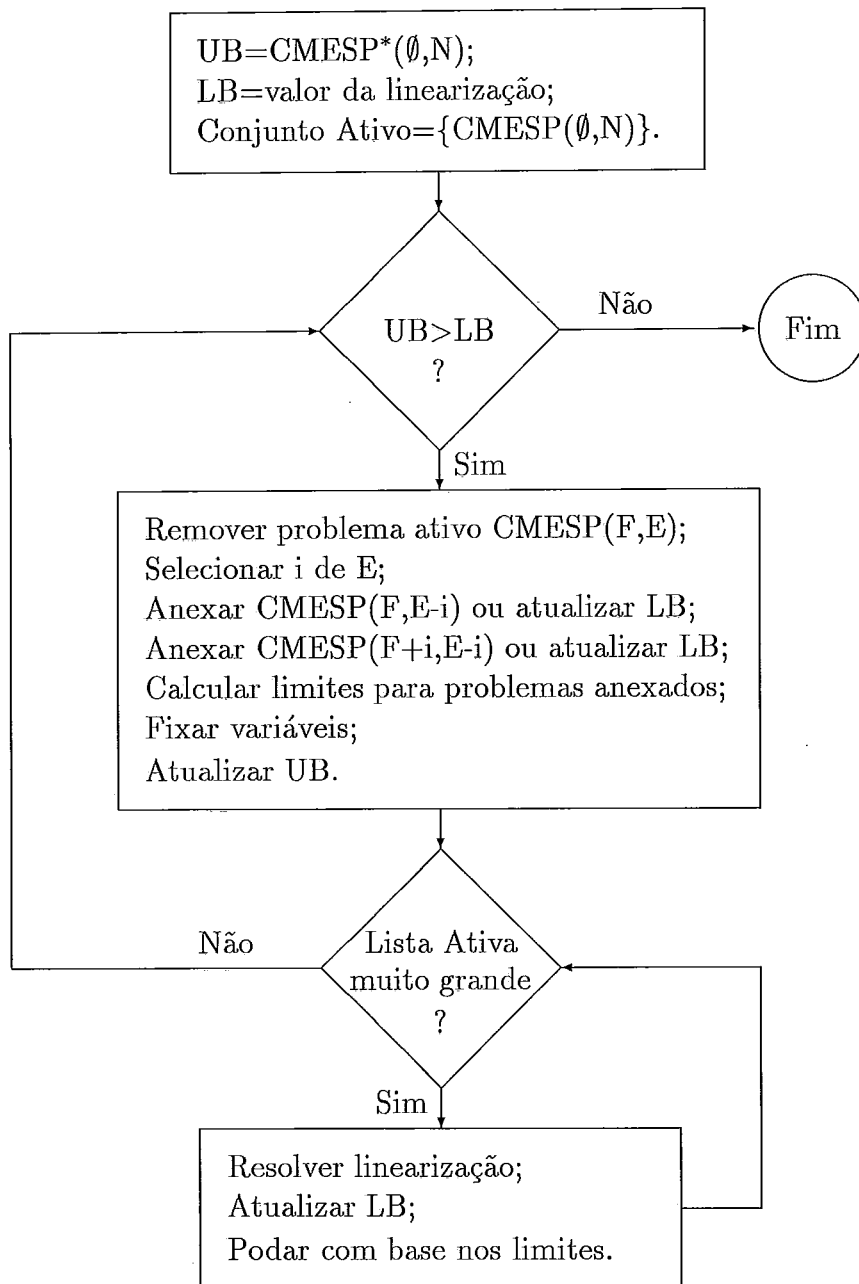 UB=CMESP*(∅,N);
LB=valor da linearização;
Conjunto Ativo={CMESP(∅,N)}.
UB>LB
?
Não
Fim
Sim
Remover problema ativo CMESP(F,E);
Selecionar i de E;
Anexar CMESP(F,E-i) ou atualizar LB;
Anexar CMESP(F+i,E-i) ou atualizar LB;
Calcular limites para problemas anexados;
Fixar variáveis;
Atualizar UB.
Não
Lista Ativa
muito grande
?
Sim
Resolver linearização;
Atualizar LB;
Podar com base nos limites.